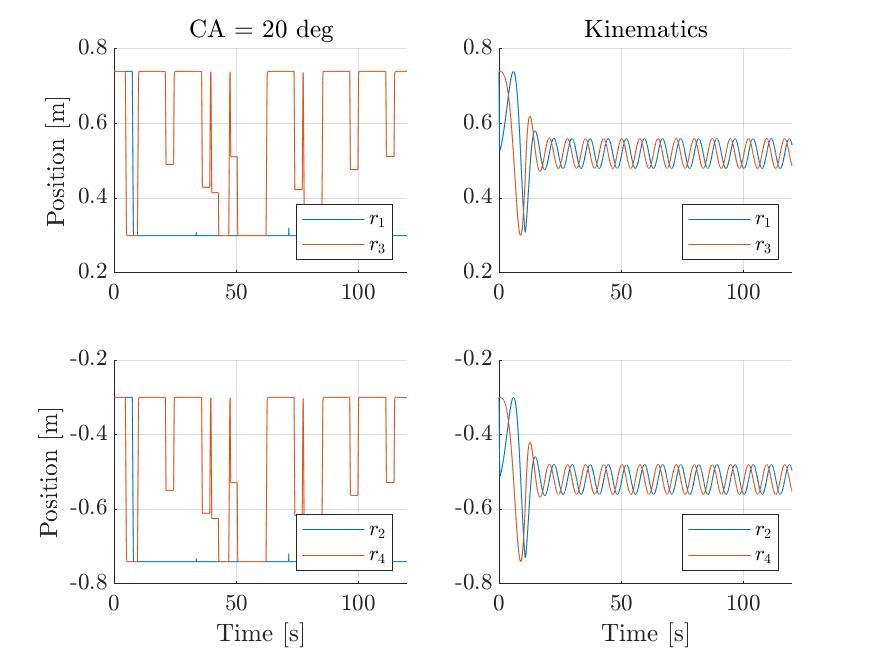 CA = 20 deg
0.8
0.6
0.4
0.2
Position [m]
0
50
100
r1
r3
Kinematics
0.8
0.6
0.4
0.2
0
50
100
r1
r3
-0.2
-0.4
-0.6
-0.8
Position [m]
0
50
100
Time [s]
r2
r4
-0.2
-0.4
-0.6
-0.8
0
50
100
Time [s]
r2
r4